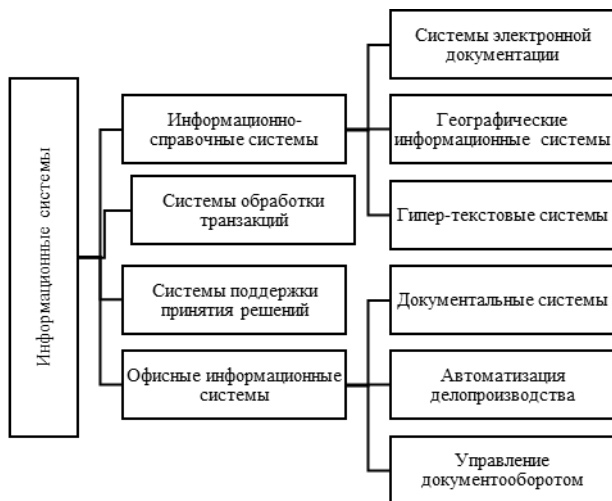 Информационные системы
Информационно-
справочные системы
Системы обработки
транзакций
Системы поддержки
принятия решений
Офисные информационные
системы
Системы электронной
документации
Географические
информационные системы
Гипер-текстовые системы
Документальные системы
Автоматизация
делопроизводства
Управление
документооборотом